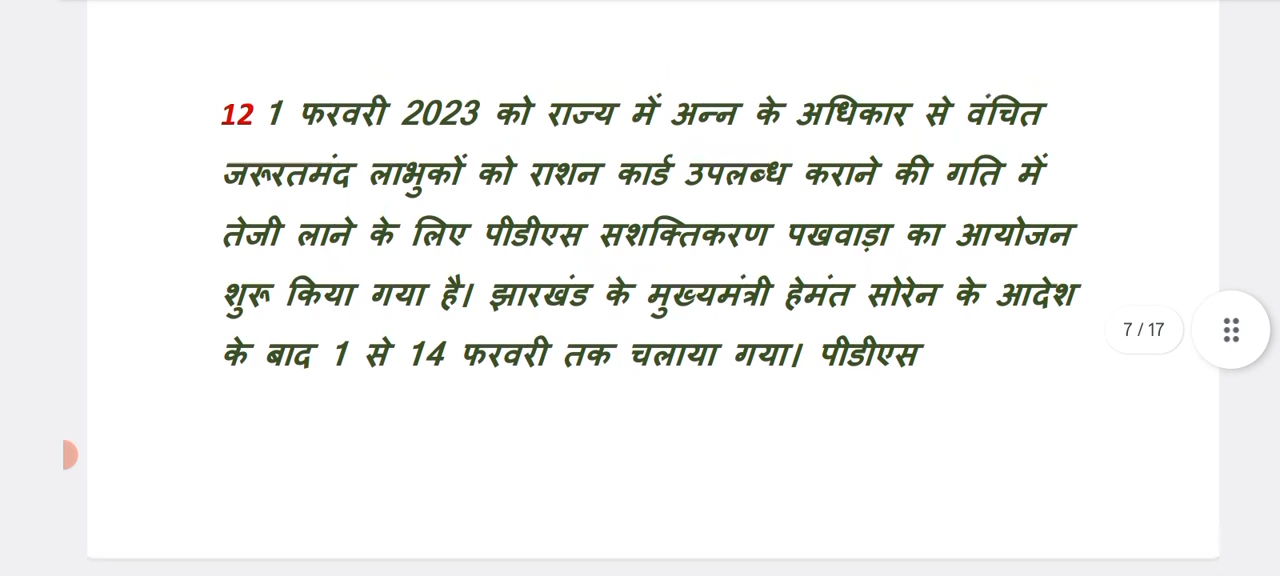 12 1 फरवरी 2023 को राज्य में अन्न के अधिकार से वंचित
जरूरतमंद लाभुकों को राशन कार्ड उपलब्ध कराने की गति में
तेजी लाने के लिए पीडीएस सशक्तिकरण पखवाड़ा का आयोजन
शुरू किया गया है। झारखंड के मुख्यमंत्री हेमंत सोरेन के आदेश
7 / 17
के बाद 1 से 14 फरवरी तक चलाया गया। पीडीएस